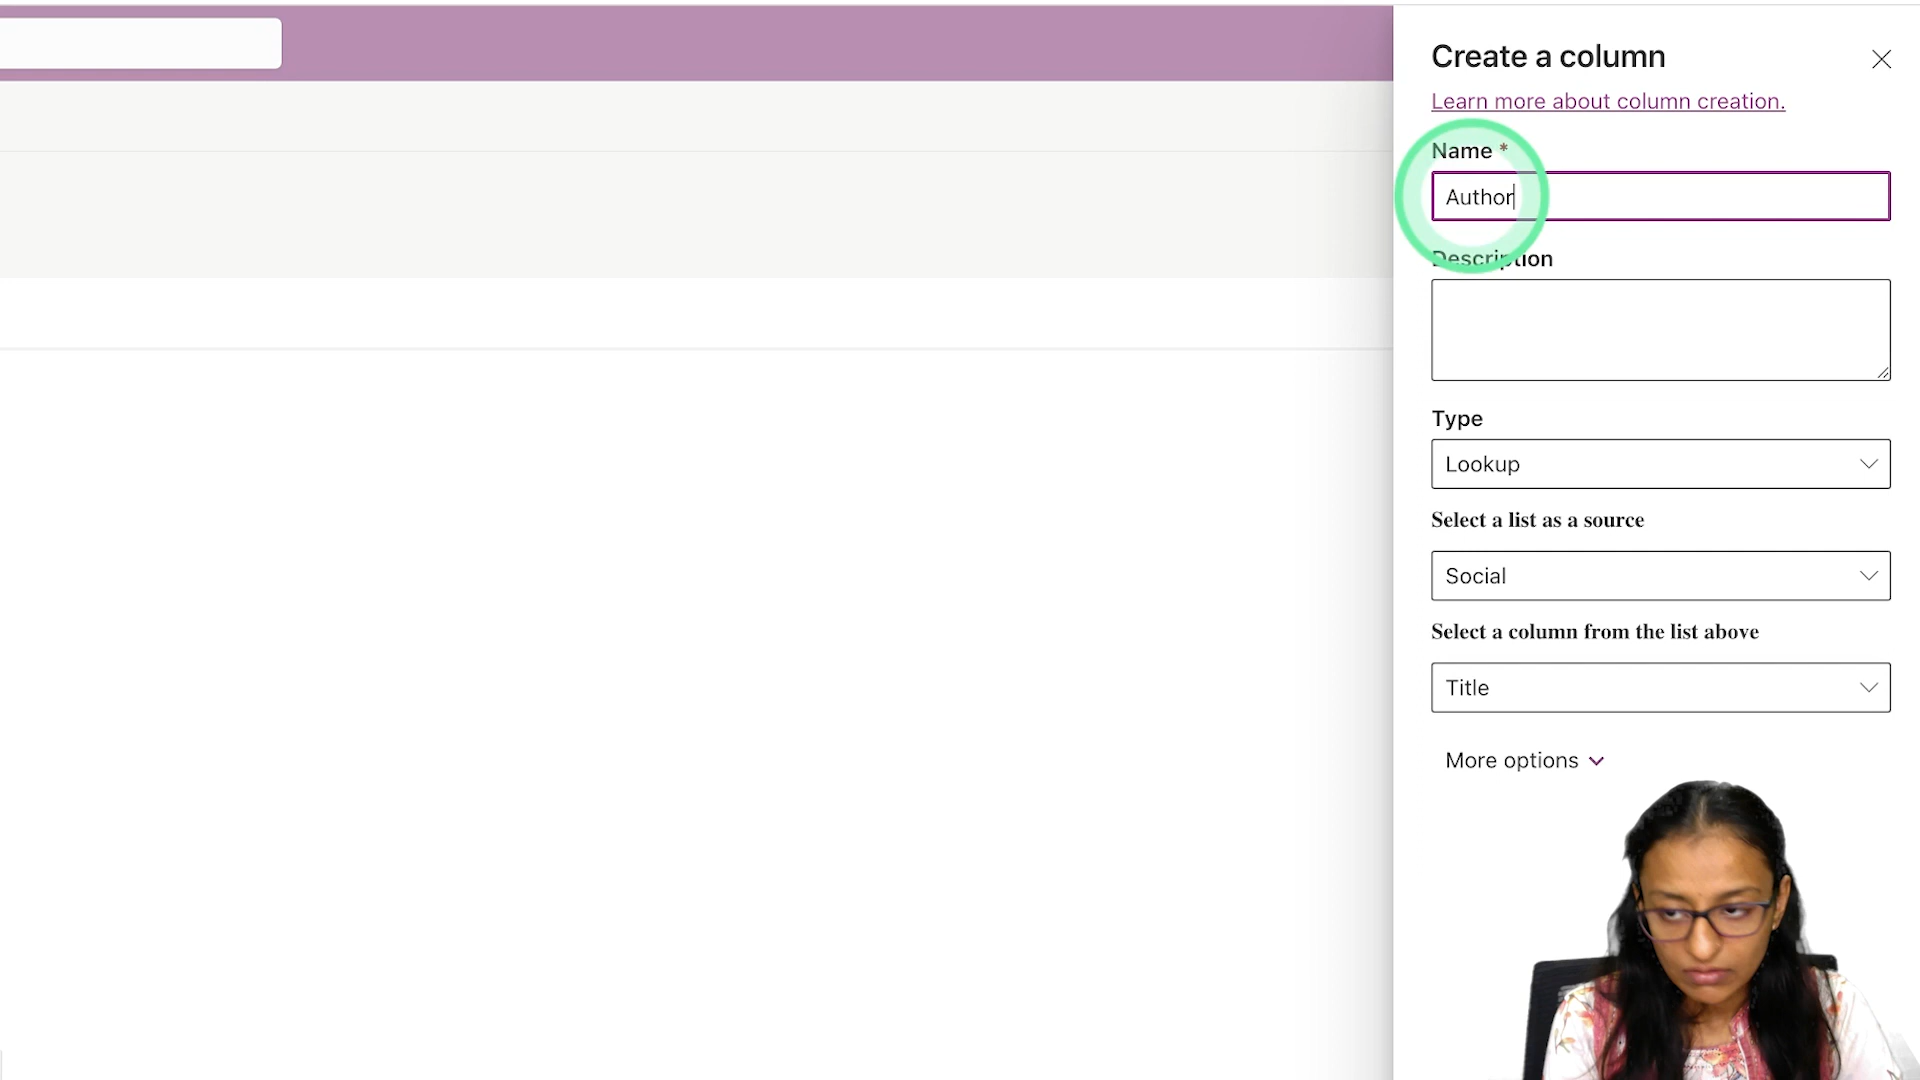 Create a column
Learn more about column creation.
Name *
Author
Description
Type
Lookup
Select a list as a source
Social
Select a column from the list above
Title
More options